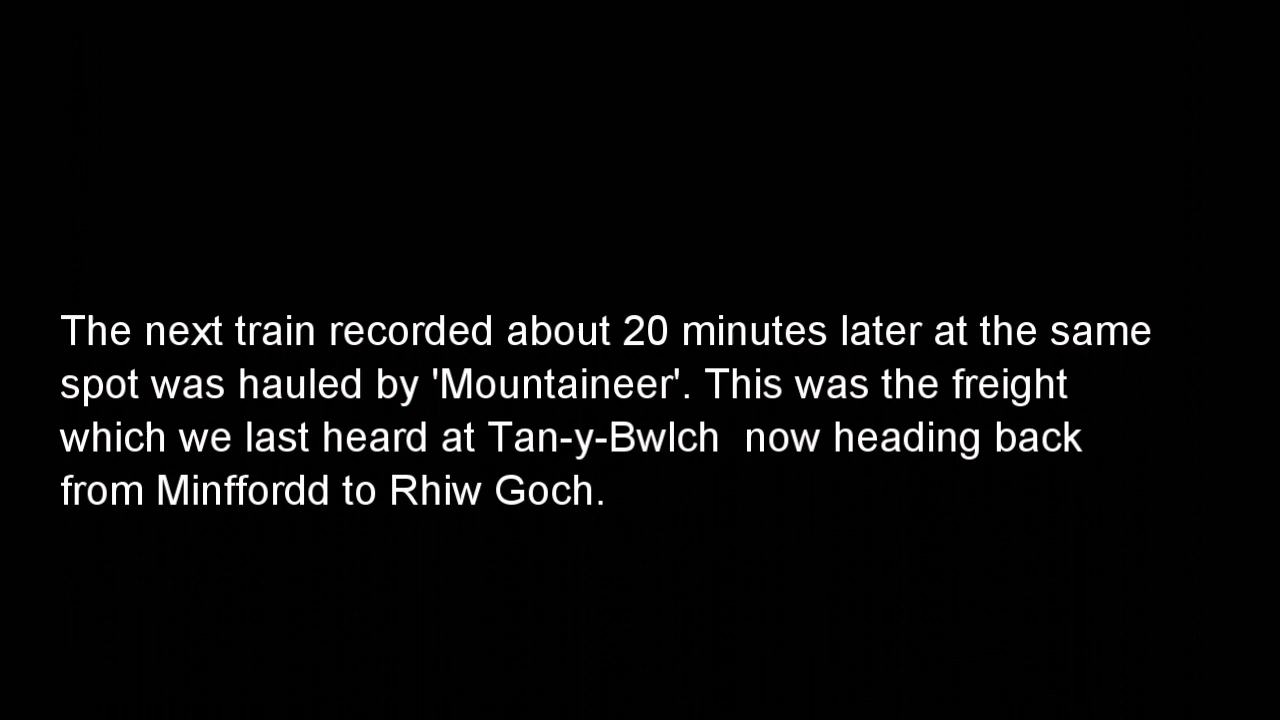 The next train recorded about 20 minutes later at the same
spot was hauled by 'Mountaineer'. This was the freight
which we last heard at Tan-y-Bwlch  now heading back
from Minffordd to Rhiw Goch.